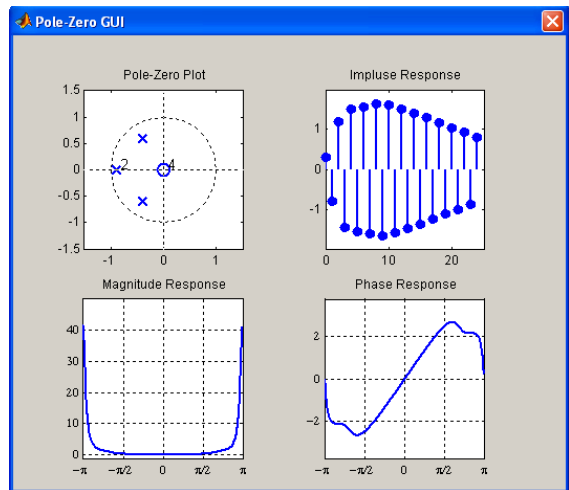 Pole-Zero GUI
Pole-Zero Plot
1.5
1
0.5
0
-0.5
-1
-1.5
2
4
-1 0 1
Impluse Response
1
0
-1
0 10 20
Magnitude Response
40
30
20
10
0
−π −π/2 0 π/2 π
Phase Response
2
0
−2
−π −π/2 0 π/2 π